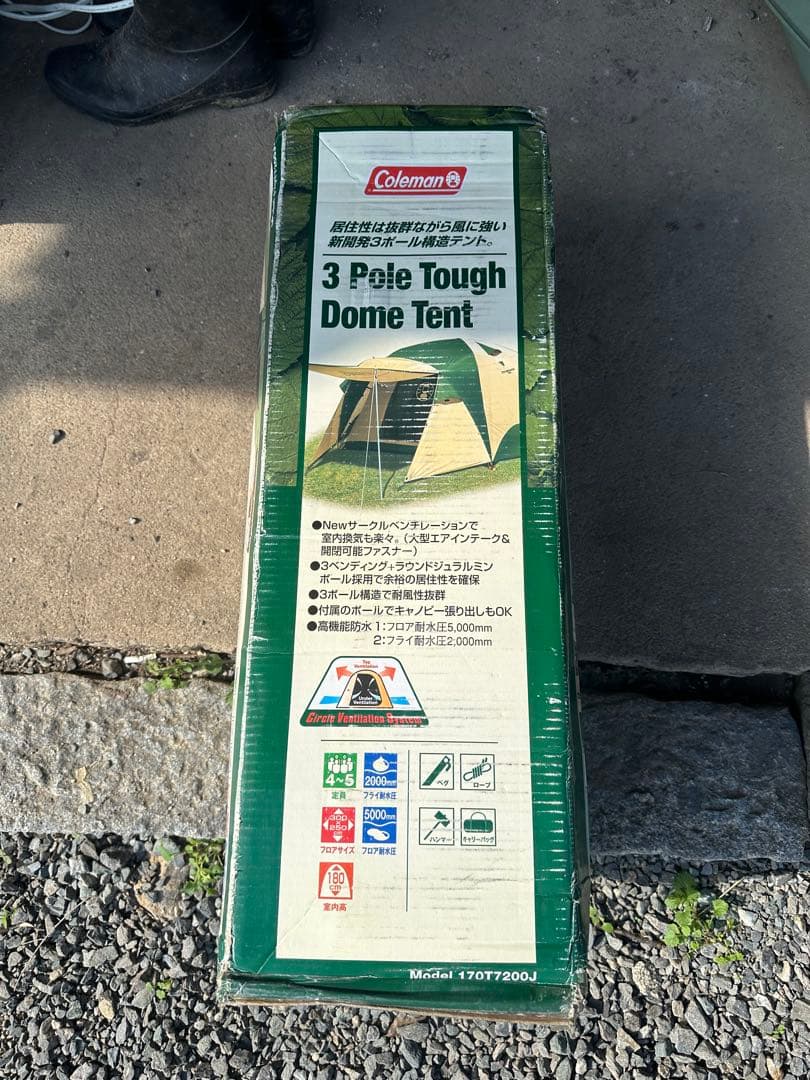 Coleman
居住性は抜群ながら風に強い
新開発3ポール構造テント。
3 Pole Tough
Dome Tent
●Newサークルベンチレーションで
室内換気も楽々。(大型エアインテーク&
開閉可能ファスナー)
●3ベンディング+ラウンドジュラルミン
ポール採用で余裕の居住性を確保
●3ポール構造で耐風性抜群
●付属のポールでキャノピー張り出しもOK
●高機能防水 1:フロア耐水圧5,000mm
2:フライ耐水圧2,000mm
Top
Ventilation
Under
Ventilation
Circle Ventilation System
4~5
定員
2000mm
フライ耐水圧
ペグ
ロープ
300
×
250
フロアサイズ
5000mm
フロア耐水圧
ハンマー
キャリーバッグ
180
cm
室内高
Model 170T7200J